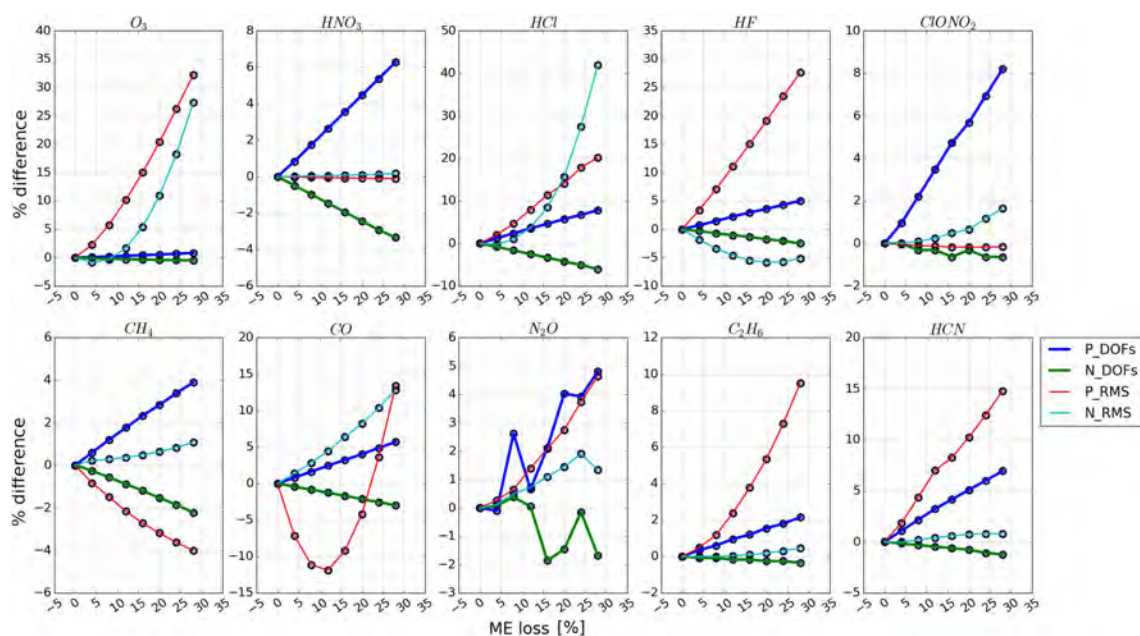 O3 HNO3 HCl HF ClONO2
% difference
40 35 30 25 20 15 10 5 0 −5
−5 0 5 10 15 20 25 30 35
8 6 4 2 0 −2 −4 −6
−5 0 5 10 15 20 25 30 35
50 40 30 20 10 0 −10
−5 0 5 10 15 20 25 30 35
35 30 25 20 15 10 5 0 −5 −10
−5 0 5 10 15 20 25 30 35
10 8 6 4 2 0 −2
−5 0 5 10 15 20 25 30 35
CH4 CO N2O C2H6 HCN
% difference
6 4 2 0 −2 −4 −6
−5 0 5 10 15 20 25 30 35
20 15 10 5 0 −5 −10 −15
−5 0 5 10 15 20 25 30 35
6 5 4 3 2 1 0 −1 −2 −3
−5 0 5 10 15 20 25 30 35
12 10 8 6 4 2 0 −2
−5 0 5 10 15 20 25 30 35
20 15 10 5 0 −5
−5 0 5 10 15 20 25 30 35
P_DOFs
N_DOFs
P_RMS
N_RMS
ME loss [%]